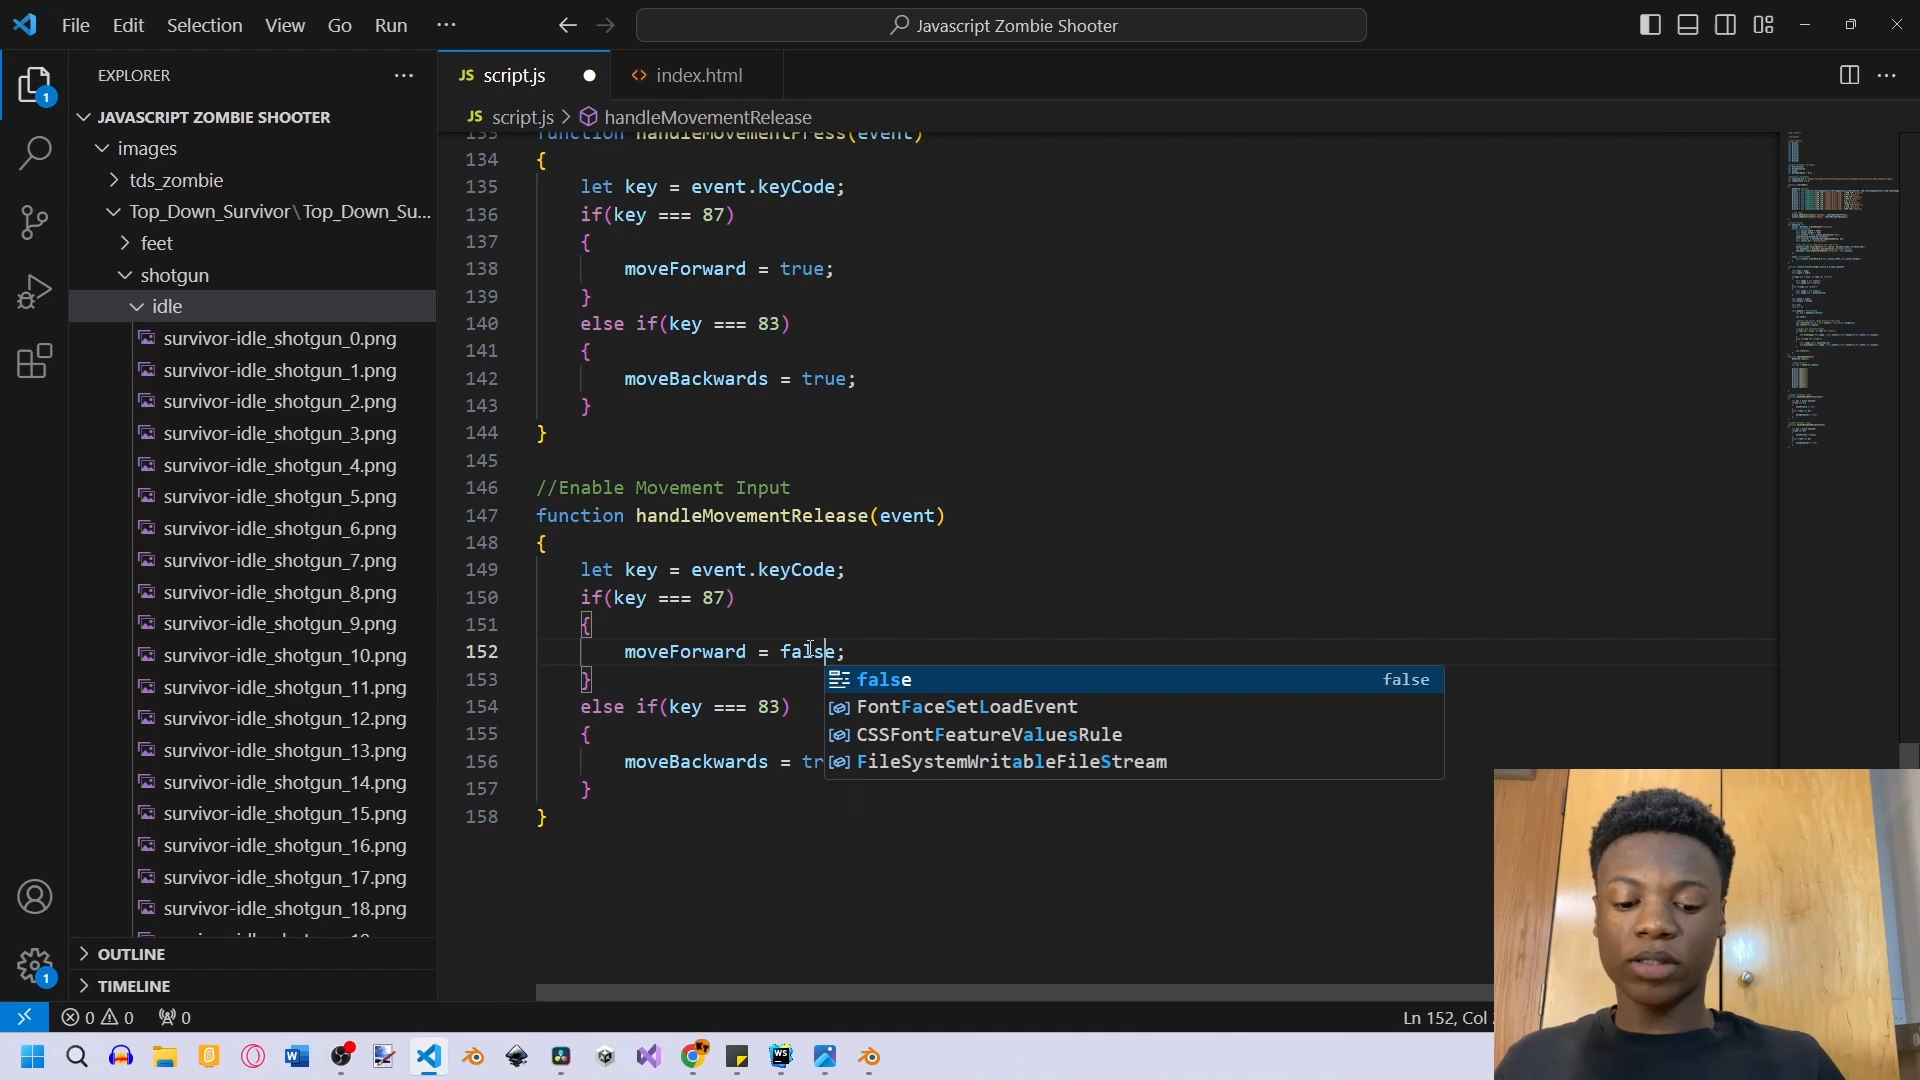 File Edit Selection View Go Run ···
Javascript Zombie Shooter
EXPLORER ···
1
JAVASCRIPT ZOMBIE SHOOTER
images
tds_zombie
Top_Down_Survivor\Top_Down_Su...
feet
shotgun
idle
survivor-idle_shotgun_0.png
survivor-idle_shotgun_1.png
survivor-idle_shotgun_2.png
survivor-idle_shotgun_3.png
survivor-idle_shotgun_4.png
survivor-idle_shotgun_5.png
survivor-idle_shotgun_6.png
survivor-idle_shotgun_7.png
survivor-idle_shotgun_8.png
survivor-idle_shotgun_9.png
survivor-idle_shotgun_10.png
survivor-idle_shotgun_11.png
survivor-idle_shotgun_12.png
survivor-idle_shotgun_13.png
survivor-idle_shotgun_14.png
survivor-idle_shotgun_15.png
survivor-idle_shotgun_16.png
survivor-idle_shotgun_17.png
survivor-idle_shotgun_18.png
OUTLINE
TIMELINE
1
JS script.js ● <> index.html
JS script.js > handleMovementRelease
133 function handleMovementPress(event)
134 {
135 let key = event.keyCode;
136 if(key === 87)
137 {
138 moveForward = true;
139 }
140 else if(key === 83)
141 {
142 moveBackwards = true;
143 }
144 }
145
146 //Enable Movement Input
147 function handleMovementRelease(event)
148 {
149 let key = event.keyCode;
150 if(key === 87)
151 {
152 moveForward = false;
153 }
154 else if(key === 83)
155 {
156 moveBackwards = tr
157 }
158 }
false false
FontFaceSetLoadEvent
CSSFontFeatureValuesRule
FileSystemWritableFileStream
0 0 0
Ln 152, Col